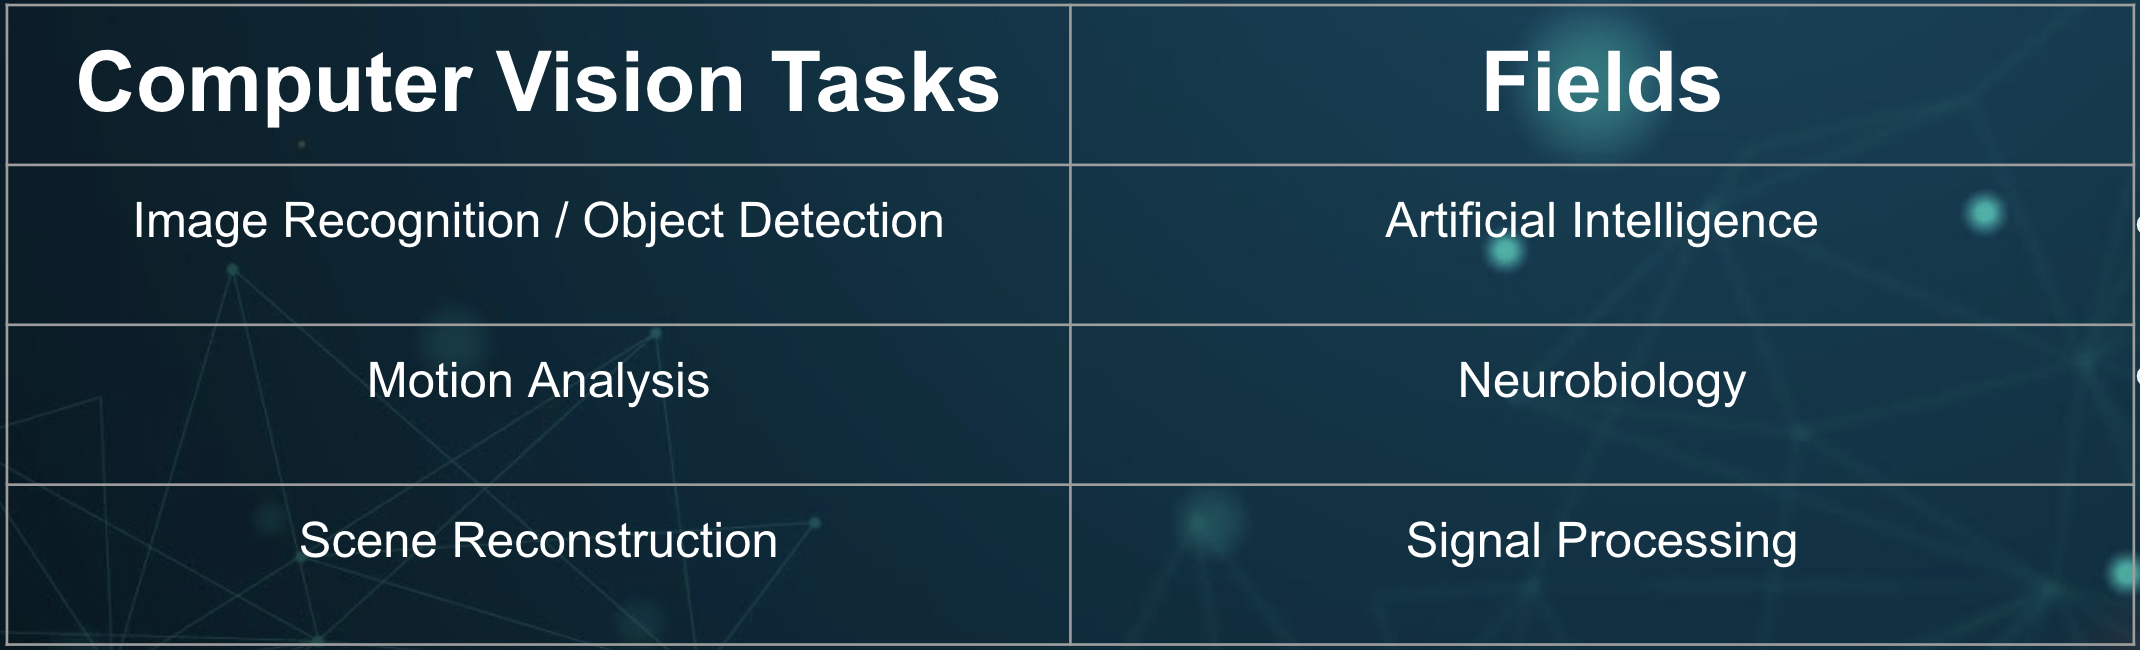 Computer Vision Tasks
Fields
Image Recognition / Object Detection
Artificial Intelligence
Motion Analysis
Neurobiology
Scene Reconstruction
Signal Processing